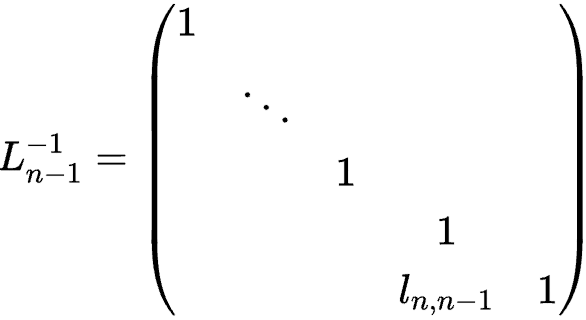 1
⋱
L_{n-1}^{-1} = 1
1
l_{n,n-1} 1